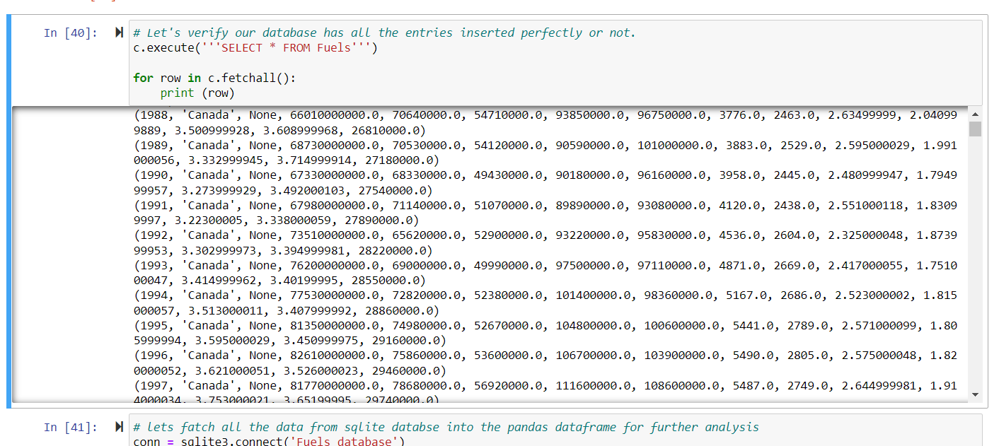 In [40]: # Let's verify our database has all the entries inserted perfectly or not.
c.execute('''SELECT * FROM Fuels''')
for row in c.fetchall():
print (row)
(1988, 'Canada', None, 66010000000.0, 70640000.0, 54710000.0, 93850000.0, 96750000.0, 3776.0, 2463.0, 2.63499999, 2.04099
9889, 3.500999928, 3.608999968, 26810000.0)
(1989, 'Canada', None, 68730000000.0, 70530000.0, 54120000.0, 90590000.0, 101000000.0, 3883.0, 2529.0, 2.595000029, 1.991
000056, 3.332999945, 3.714999914, 27180000.0)
(1990, 'Canada', None, 67330000000.0, 68330000.0, 49430000.0, 90180000.0, 96160000.0, 3958.0, 2445.0, 2.480999947, 1.7949
99957, 3.273999929, 3.492000103, 27540000.0)
(1991, 'Canada', None, 67980000000.0, 71140000.0, 51070000.0, 89890000.0, 93080000.0, 4120.0, 2438.0, 2.551000118, 1.8309
9997, 3.22300005, 3.338000059, 27890000.0)
(1992, 'Canada', None, 73510000000.0, 65620000.0, 52900000.0, 93220000.0, 95830000.0, 4536.0, 2604.0, 2.325000048, 1.8739
99953, 3.302999973, 3.394999981, 28220000.0)
(1993, 'Canada', None, 76200000000.0, 69000000.0, 49990000.0, 97500000.0, 97110000.0, 4871.0, 2669.0, 2.417000055, 1.7510
00047, 3.414999962, 3.40199995, 28550000.0)
(1994, 'Canada', None, 77530000000.0, 72820000.0, 52380000.0, 101400000.0, 98360000.0, 5167.0, 2686.0, 2.523000002, 1.815
000057, 3.513000011, 3.407999992, 28860000.0)
(1995, 'Canada', None, 81350000000.0, 74980000.0, 52670000.0, 104800000.0, 100600000.0, 5441.0, 2789.0, 2.571000099, 1.80
5999994, 3.595000029, 3.450999975, 29160000.0)
(1996, 'Canada', None, 82610000000.0, 75860000.0, 53600000.0, 106700000.0, 103900000.0, 5490.0, 2805.0, 2.575000048, 1.82
0000052, 3.621000051, 3.526000023, 29460000.0)
(1997, 'Canada', None, 81770000000.0, 78680000.0, 56920000.0, 111600000.0, 108600000.0, 5487.0, 2749.0, 2.644999981, 1.91
4000034, 3.753000021, 3.65199995, 29740000.0)
In [41]: # lets fatch all the data from sqlite databse into the pandas dataframe for further analysis
conn = sqlite3.connect('Fuels_database')